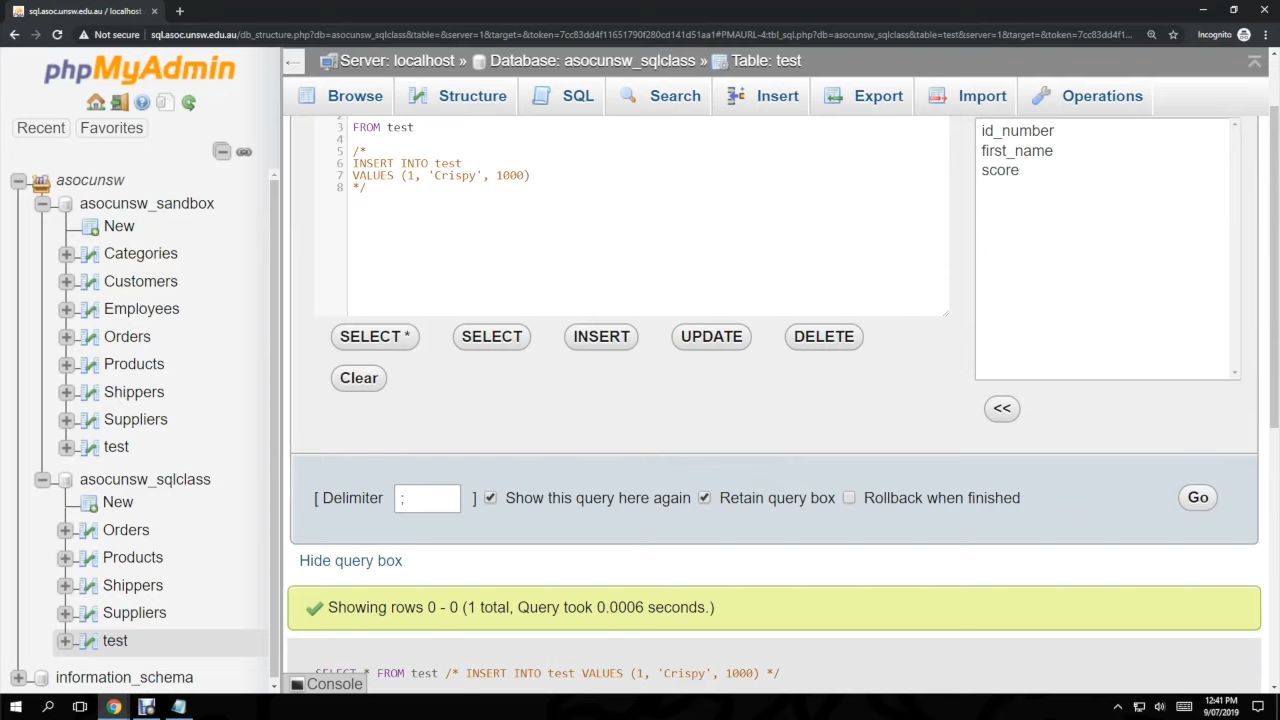 sql.asoc.unsw.edu.au / localhost
Not secure | sql.asoc.unsw.edu.au/db_structure.php?db=asocunsw_sqlclass&table=&server=1&target=&token=7cc83dd4f11651790f280cd141d51aa1#PMAURL-4:tbl_sql.php?db=asocunsw_sqlclass&table=test&server=1&target=&token=7cc83dd4f1...
Incognito
phpMyAdmin
Recent
Favorites
asocunsw
asocunsw_sandbox
New
Categories
Customers
Employees
Orders
Products
Shippers
Suppliers
test
asocunsw_sqlclass
New
Orders
Products
Shippers
Suppliers
test
information_schema
Server: localhost » Database: asocunsw_sqlclass » Table: test
Browse Structure SQL Search Insert Export Import Operations
2
3 FROM test
4
5 /*
6 INSERT INTO test
7 VALUES (1, 'Crispy', 1000)
8 */
id_number
first_name
score
SELECT * SELECT INSERT UPDATE DELETE
Clear
<<
[ Delimiter ; ] Show this query here again Retain query box Rollback when finished Go
Hide query box
Showing rows 0 - 0 (1 total, Query took 0.0006 seconds.)
SELECT * FROM test /* INSERT INTO test VALUES (1, 'Crispy', 1000) */
Console
12:41 PM
9/07/2019